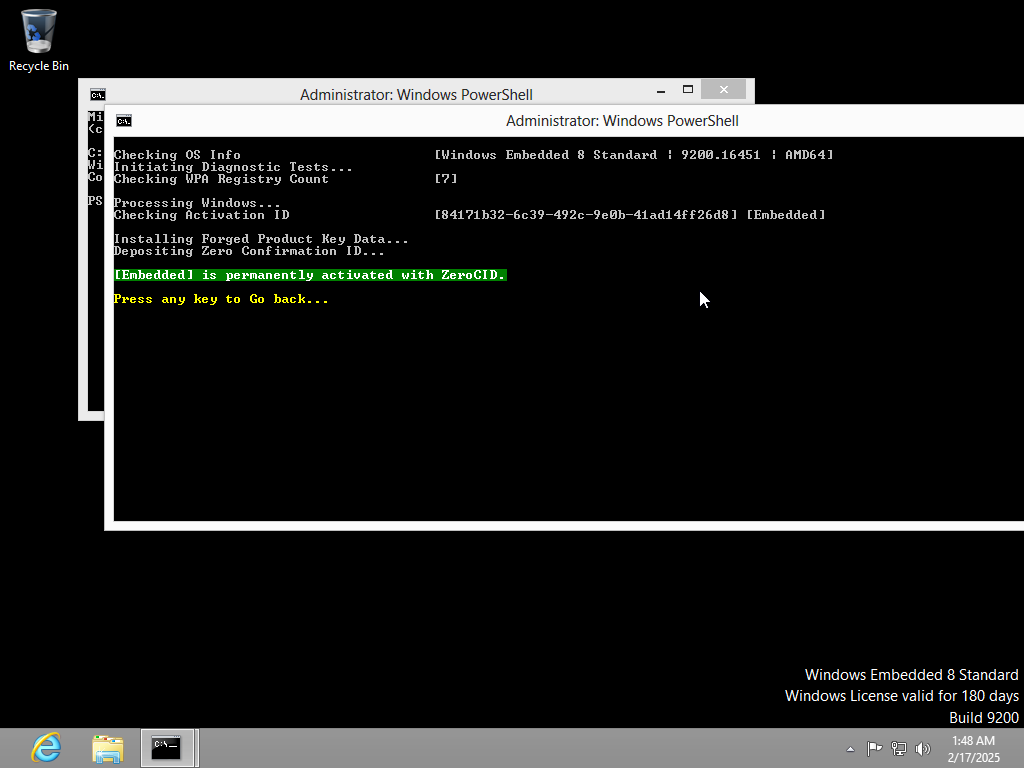 Recycle Bin
Administrator: Windows PowerShell
Mi
(c
C:
Wi
Co
PS
Administrator: Windows PowerShell
Checking OS Info [Windows Embedded 8 Standard | 9200.16451 | AMD64]
Initiating Diagnostic Tests...
Checking WPA Registry Count [7]
Processing Windows...
Checking Activation ID [84171b32-6c39-492c-9e0b-41ad14ff26d8] [Embedded]
Installing Forged Product Key Data...
Depositing Zero Confirmation ID...
[Embedded] is permanently activated with ZeroCID.
Press any key to Go back...
Windows Embedded 8 Standard
Windows License valid for 180 days
Build 9200
1:48 AM
2/17/2025